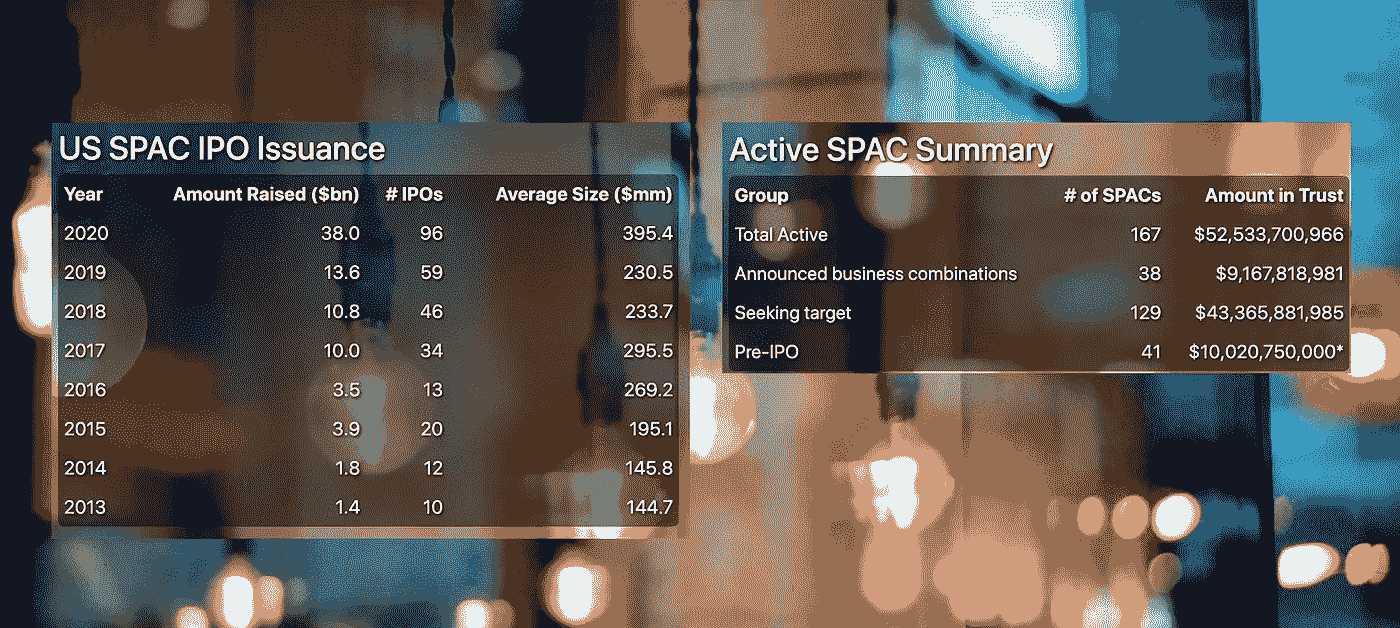 US SPAC IPO Issuance
Year Amount Raised ($bn) # IPOs Average Size ($mm)
2020 38.0 96 395.4
2019 13.6 59 230.5
2018 10.8 46 233.7
2017 10.0 34 295.5
2016 3.5 13 269.2
2015 3.9 20 195.1
2014 1.8 12 145.8
2013 1.4 10 144.7
Active SPAC Summary
Group # of SPACs Amount in Trust
Total Active 167 $52,533,700,966
Announced business combinations 38 $9,167,818,981
Seeking target 129 $43,365,881,985
Pre-IPO 41 $10,020,750,000*